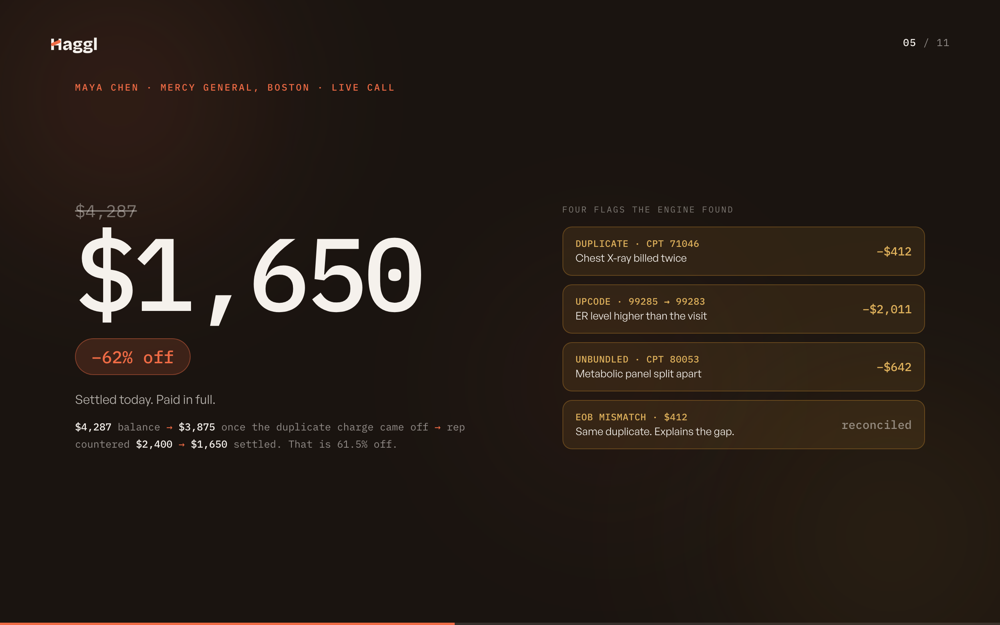 Haggl
05 / 11
MAYA CHEN · MERCY GENERAL, BOSTON · LIVE CALL
$4,287
$1,650
−62% off
Settled today. Paid in full.
$4,287 balance → $3,875 once the duplicate charge came off → rep
countered $2,400 → $1,650 settled. That is 61.5% off.
FOUR FLAGS THE ENGINE FOUND
DUPLICATE · CPT 71046
Chest X-ray billed twice
−$412
UPCODE · 99285 → 99283
ER level higher than the visit
−$2,011
UNBUNDLED · CPT 80053
Metabolic panel split apart
−$642
EOB MISMATCH · $412
Same duplicate. Explains the gap.
reconciled